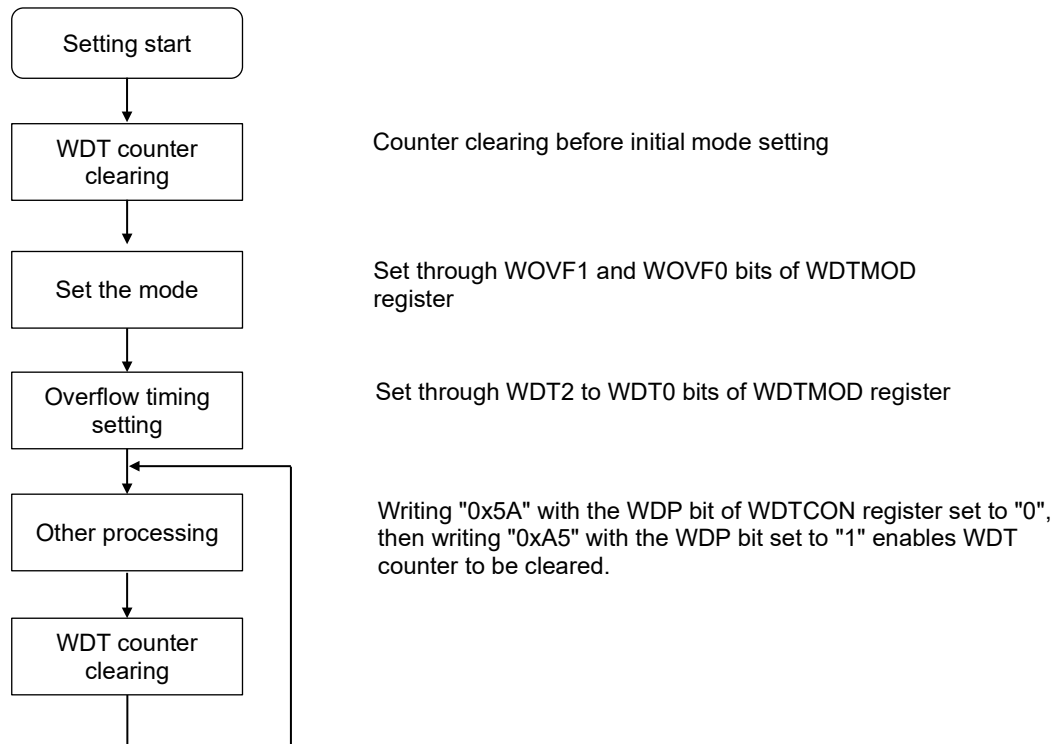 Setting start
WDT counter
clearing
Counter clearing before initial mode setting
Set the mode
Set through WOVF1 and WOVF0 bits of WDTMOD
register
Overflow timing
setting
Set through WDT2 to WDT0 bits of WDTMOD register
Other processing
Writing "0x5A" with the WDP bit of WDTCON register set to "0",
then writing "0xA5" with the WDP bit set to "1" enables WDT
counter to be cleared.
WDT counter
clearing